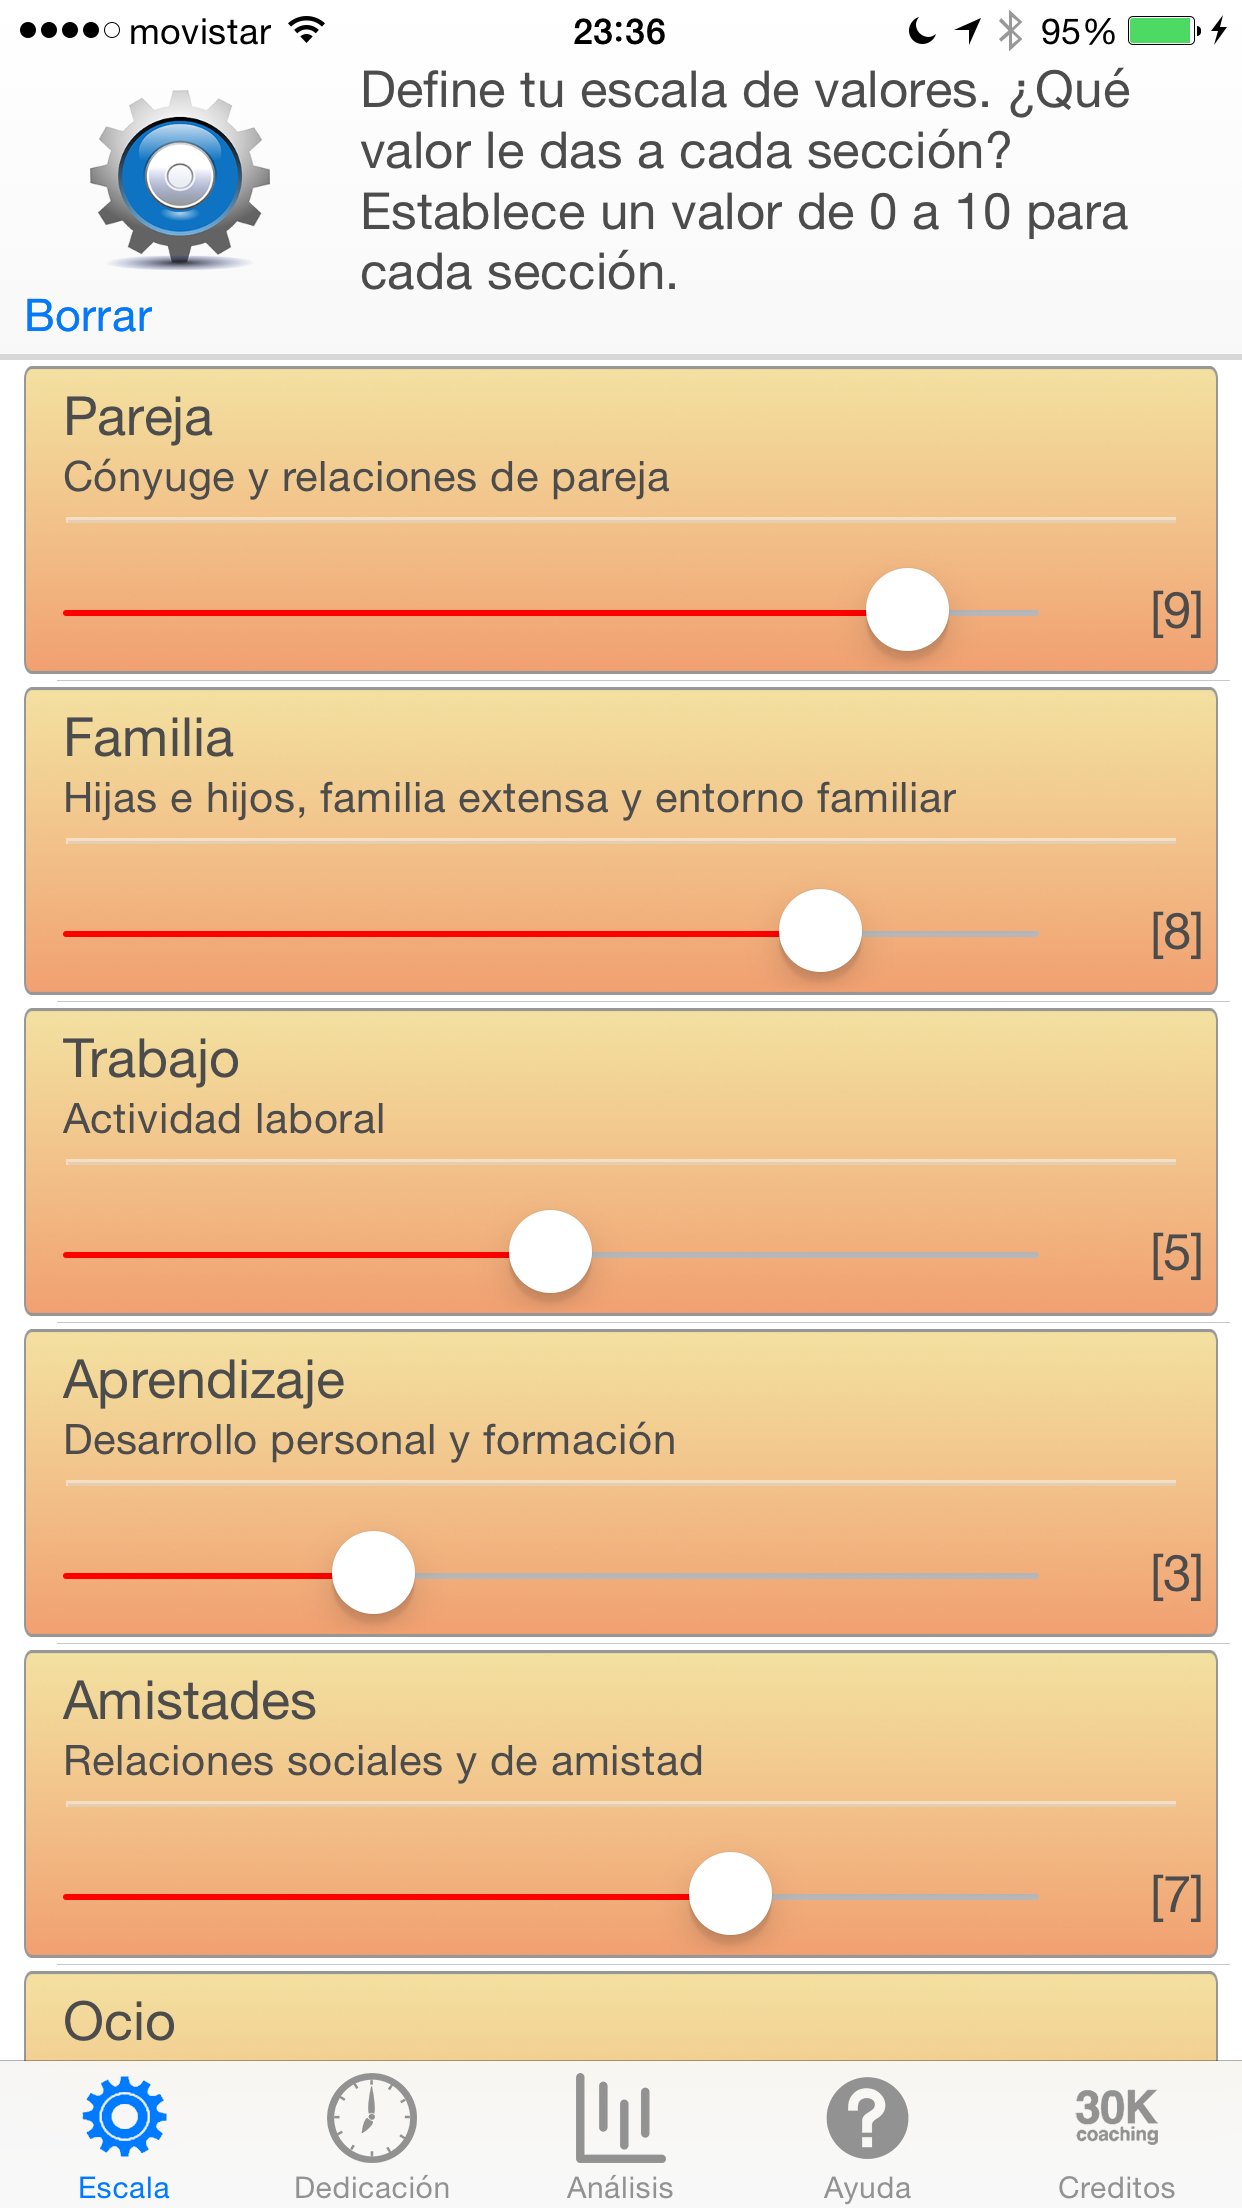 movistar 23:36 95%
Define tu escala de valores. ¿Qué
valor le das a cada sección?
Establece un valor de 0 a 10 para
cada sección.
Borrar
Pareja
Cónyuge y relaciones de pareja
[9]
Familia
Hijas e hijos, familia extensa y entorno familiar
[8]
Trabajo
Actividad laboral
[5]
Aprendizaje
Desarrollo personal y formación
[3]
Amistades
Relaciones sociales y de amistad
[7]
Ocio
30K
coaching
Escala Dedicación Análisis Ayuda Creditos